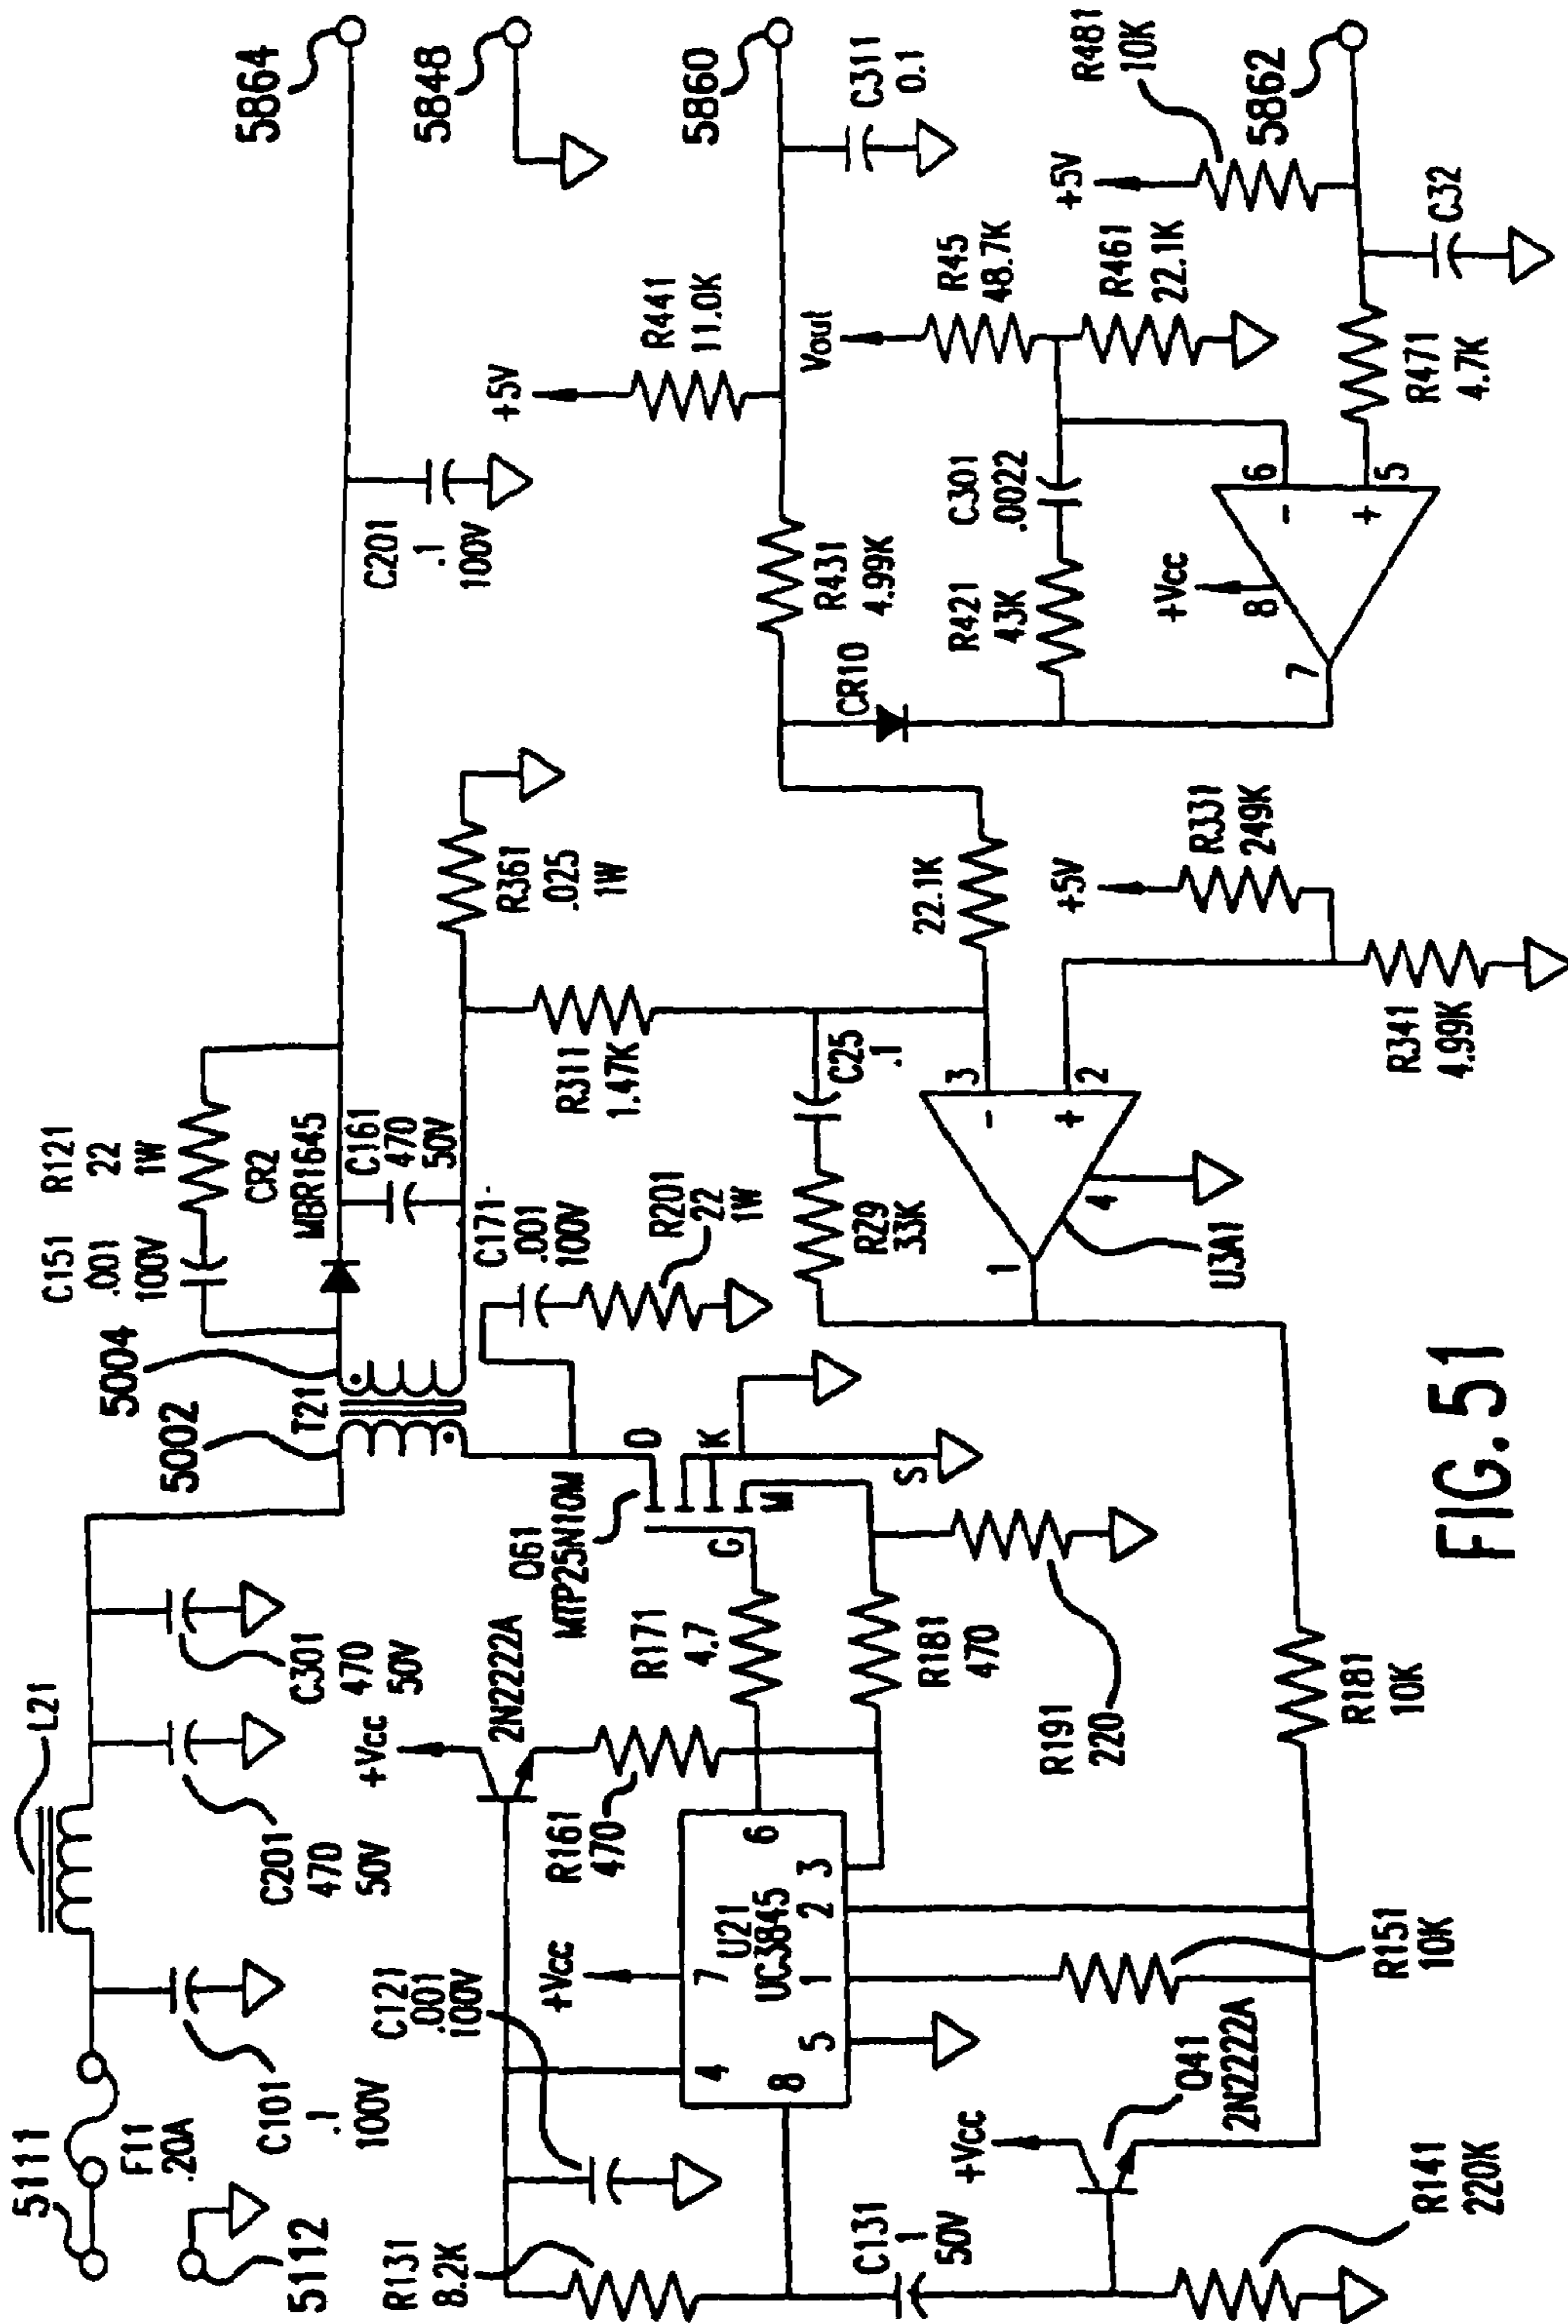 5111
5112
F11
.20A
C101
.1
100V
L21
C201
470
50V
C301
470
50V
5002
5004
T21
C151
.001
100V
R121
22
1W
CR2
MBR1645
C161
470
50V
C201
.1
100V
5864
5848
5860
C311
0.1
R481
10K
5862
+5V
C32
R471
4.7K
+5V
R441
11.0K
Vout
R45
48.7K
R461
22.1K
R431
4.99K
C301
.0022
R421
43K
CR10
+Vcc
8
6
-
+
5
7
R361
.025
1W
R311
1.47K
C171
.001
100V
R201
22
1W
22.1K
+5V
R331
249K
R341
4.99K
C25
.1
R29
33K
3
-
+
2
1
4
U3A1
Q61
MTP25N10M
D
K
G
M
S
R171
4.7
R181
470
R191
220
+Vcc
2N2222A
R161
470
+Vcc
C121
.001
100V
4
7
U21
UC3845
6
8
5
1
2
3
R131
8.2K
C131
1
50V
+Vcc
Q41
2N2222A
R141
220K
R151
10K
R181
10K
FIG. 51